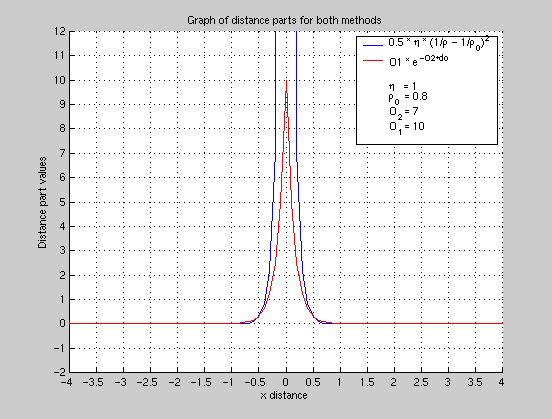 Graph of distance parts for both methods
0.5 * η * (1/ρ - 1/ρ₀)²
O1 * e^-O2*do
η = 1
ρ₀ = 0.8
O₂ = 7
O₁ = 10
Distance part values
12
11
10
9
8
7
6
5
4
3
2
1
0
-1
-2
-4 -3.5 -3 -2.5 -2 -1.5 -1 -0.5 0 0.5 1 1.5 2 2.5 3 3.5 4
x distance